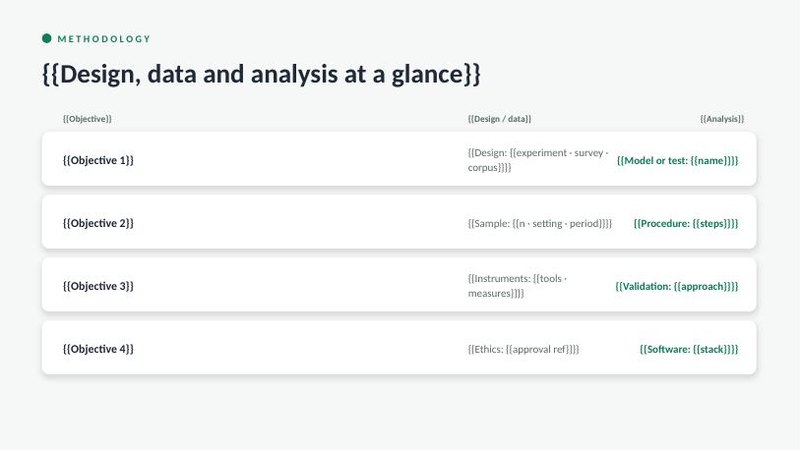 METHODOLOGY
{{Design, data and analysis at a glance}}
{{Objective}} {{Design / data}} {{Analysis}}
{{Objective 1}}
{{Design: {{experiment · survey ·
corpus}}}}
{{Model or test: {{name}}}}
{{Objective 2}}
{{Sample: {{n · setting · period}}}}
{{Procedure: {{steps}}}}
{{Objective 3}}
{{Instruments: {{tools ·
measures}}}}
{{Validation: {{approach}}}}
{{Objective 4}}
{{Ethics: {{approval ref}}}}
{{Software: {{stack}}}}